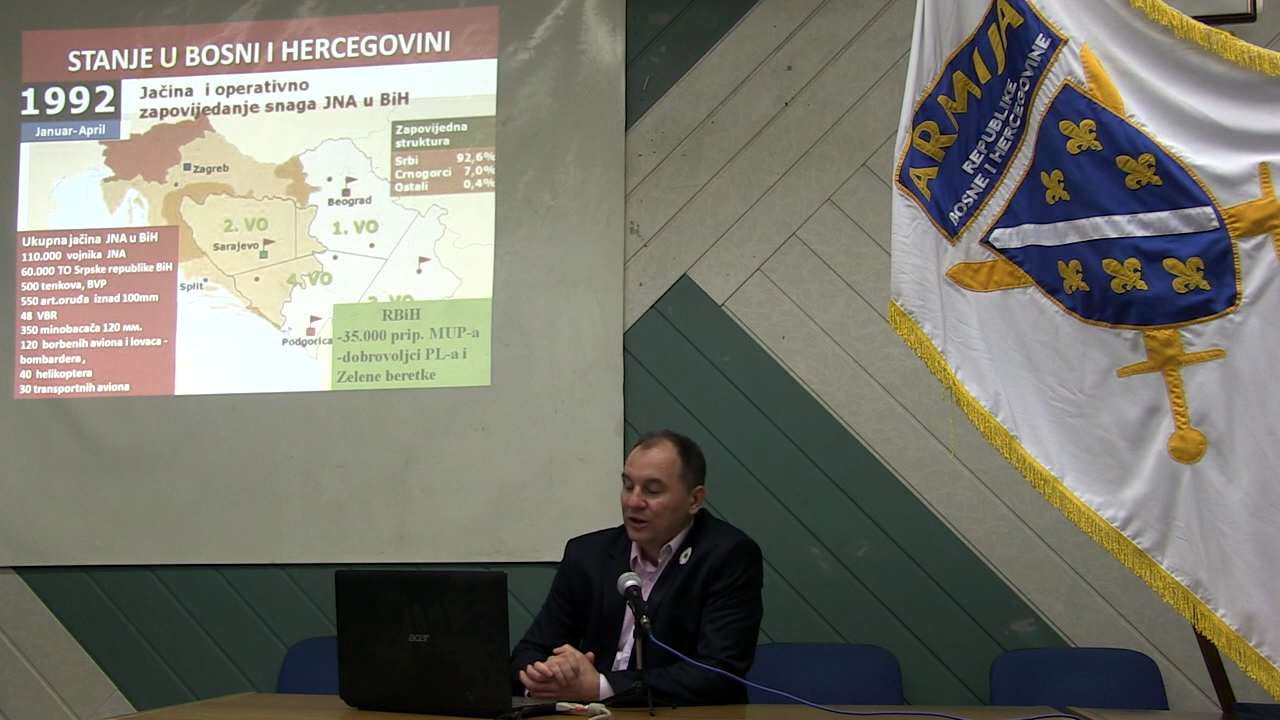 STANJE U BOSNI I HERCEGOVINI
1992
Januar- April
Jačina i operativno
zapovijedanje snaga JNA u BiH
Zapovijedna
struktura
Srbi 92,6%
Crnogorci 7,0%
Ostali 0,4%
Zagreb
Beograd
2. VO
1. VO
Sarajevo
4. VO
Split
Podgorica
Ukupna jačina JNA u BiH
110.000 vojnika JNA
60.000 TO Srpske republike BiH
500 tenkova, BVP
550 art.oruđa iznad 100mm
48 VBR
350 minobacača 120 мм.
120 borbenih aviona i lovaca -
bombardera,
40 helikoptera
30 transportnih aviona
RBiH
-35.000 prip. MUP-a
-dobrovoljci PL-a i
Zelene beretke
ARMIJA
REPUBLIKE
BOSNE I HERCEGOVINE
acer